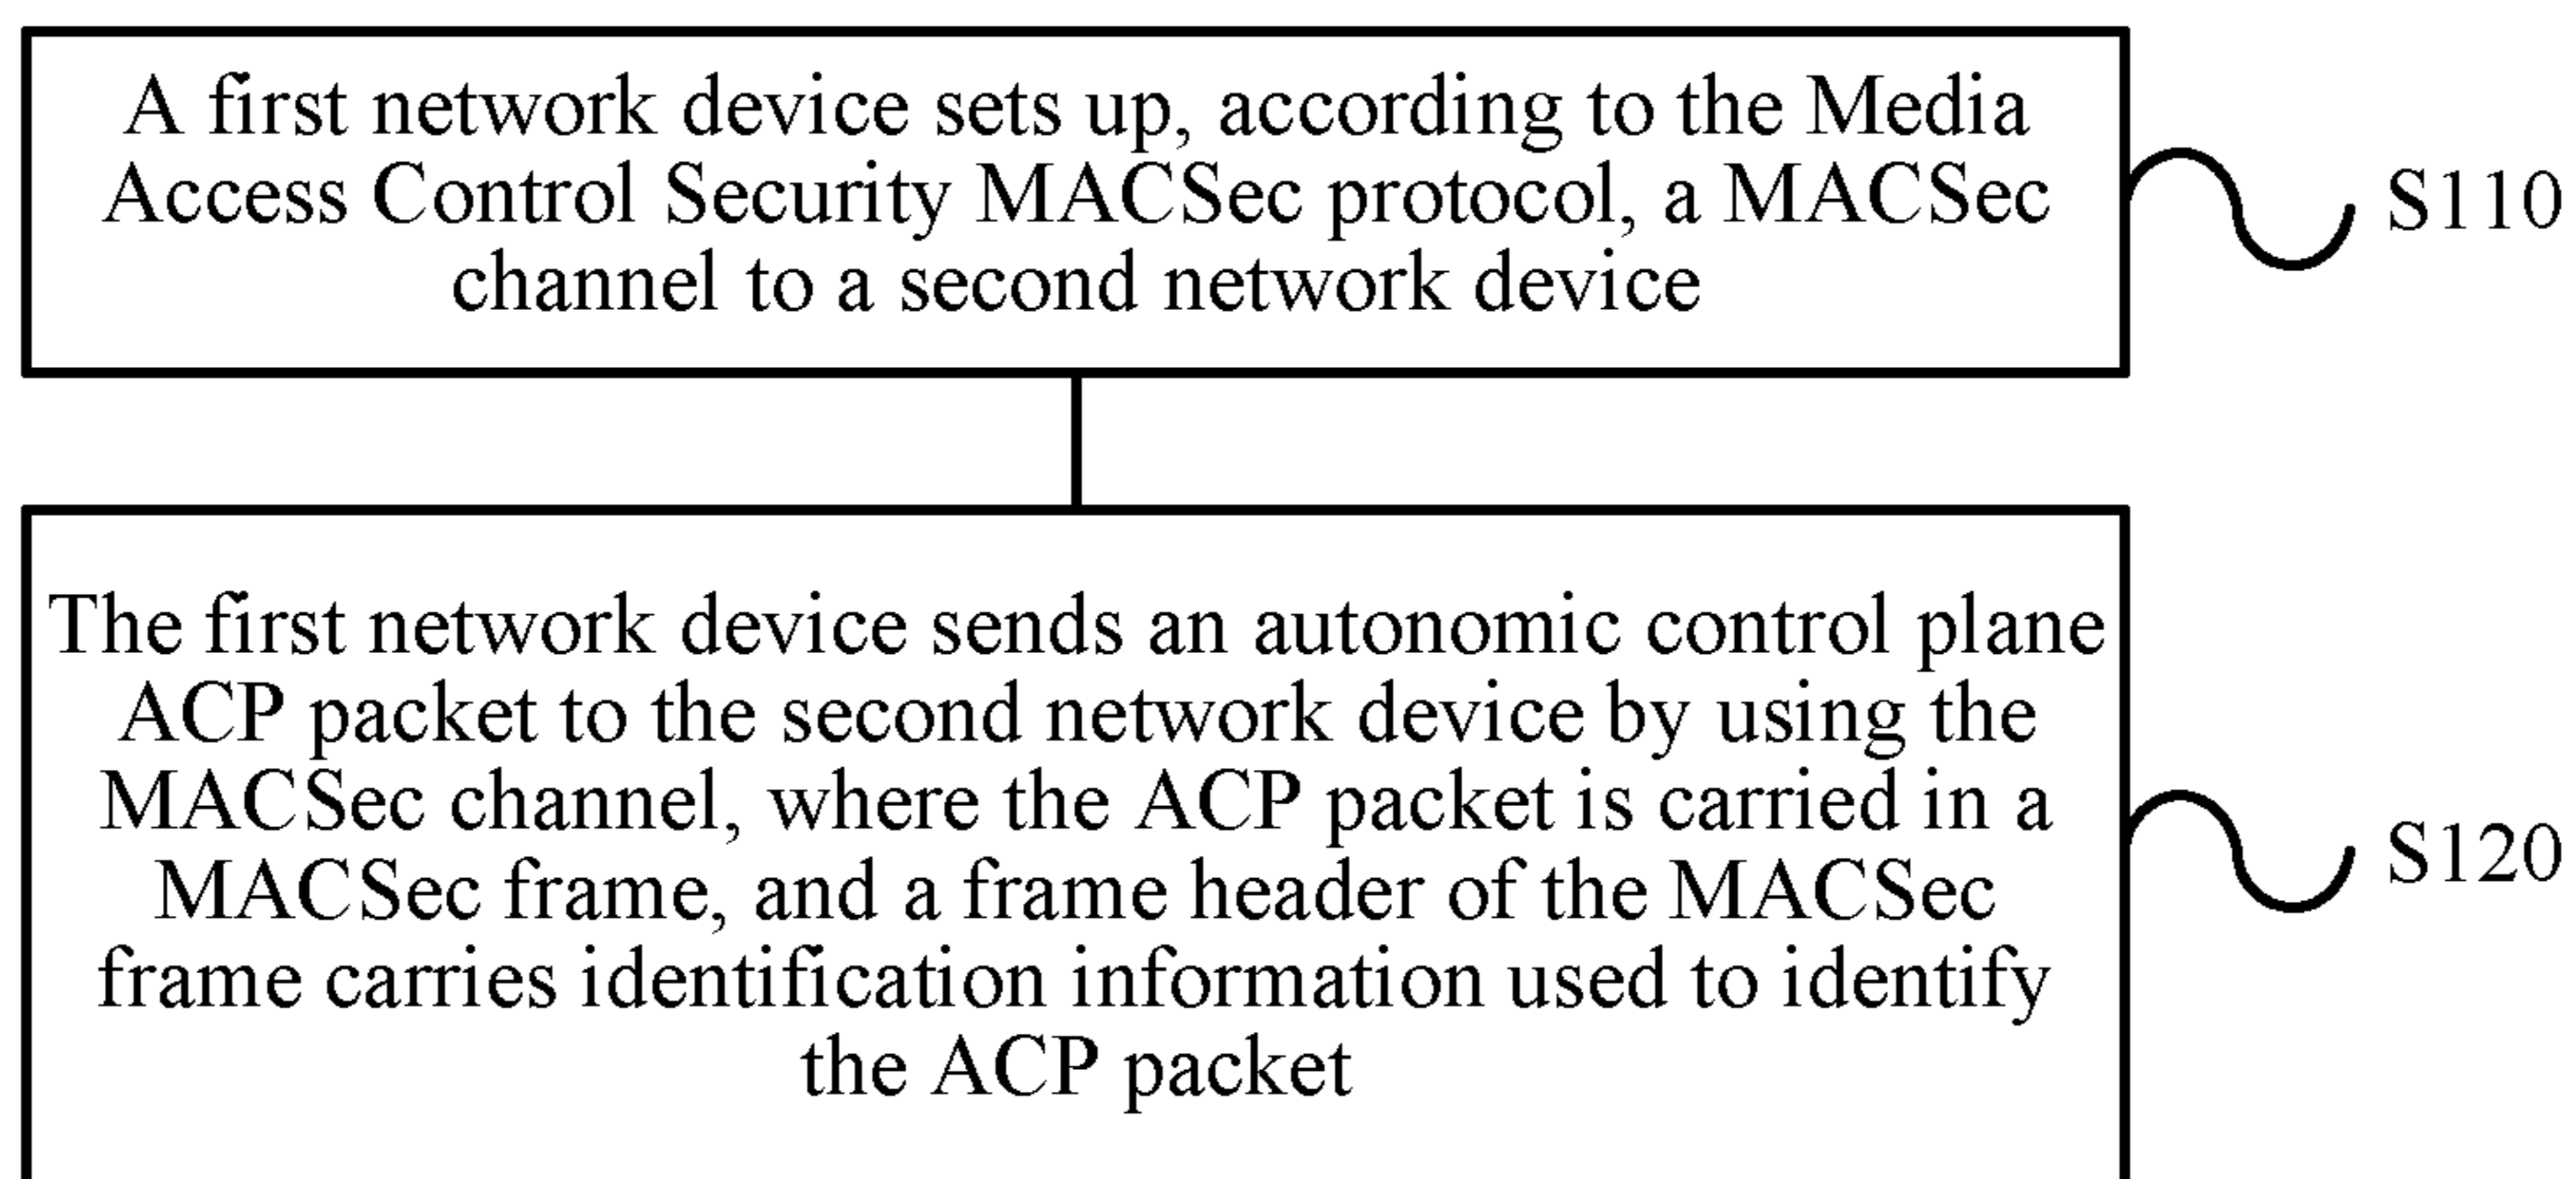 A first network device sets up, according to the Media
Access Control Security MACSec protocol, a MACSec
channel to a second network device
S110
The first network device sends an autonomic control plane
ACP packet to the second network device by using the
MACSec channel, where the ACP packet is carried in a
MACSec frame, and a frame header of the MACSec
frame carries identification information used to identify
the ACP packet
S120